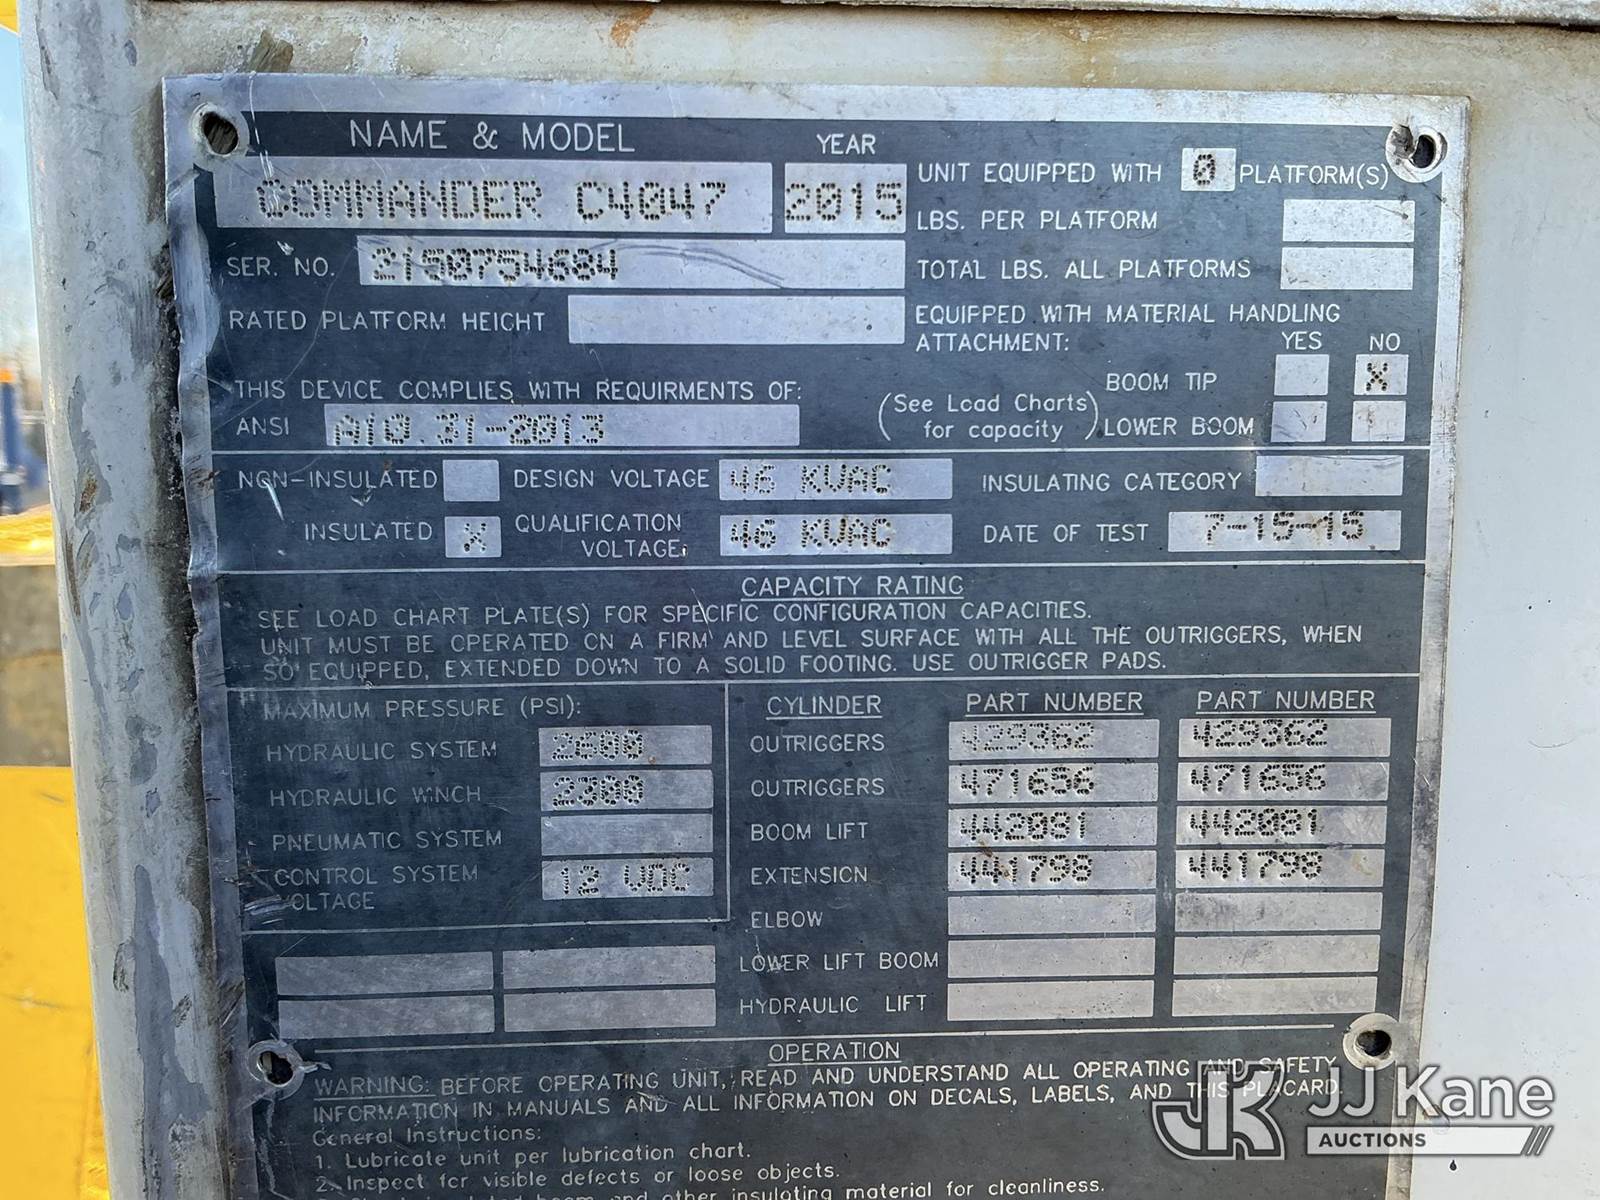 NAME & MODEL
YEAR
COMMANDER C4047
2015
UNIT EQUIPPED WITH 0 PLATFORM(S)
LBS. PER PLATFORM
SER. NO. 2150754684
TOTAL LBS. ALL PLATFORMS
RATED PLATFORM HEIGHT
EQUIPPED WITH MATERIAL HANDLING
ATTACHMENT:
YES NO
THIS DEVICE COMPLIES WITH REQUIRMENTS OF:
BOOM TIP X
ANSI A10.31-2013
(See Load Charts
for capacity)
LOWER BOOM
NON-INSULATED
DESIGN VOLTAGE 46 KVAC
INSULATING CATEGORY
INSULATED X
QUALIFICATION
VOLTAGE: 46 KVAC
DATE OF TEST 7-15-15
CAPACITY RATING
SEE LOAD CHART PLATE(S) FOR SPECIFIC CONFIGURATION CAPACITIES.
UNIT MUST BE OPERATED ON A FIRM AND LEVEL SURFACE WITH ALL THE OUTRIGGERS, WHEN
SO EQUIPPED, EXTENDED DOWN TO A SOLID FOOTING. USE OUTRIGGER PADS.
MAXIMUM PRESSURE (PSI):
HYDRAULIC SYSTEM 2600
HYDRAULIC WINCH 2300
PNEUMATIC SYSTEM
CONTROL SYSTEM
VOLTAGE 12 VDC
CYLINDER PART NUMBER PART NUMBER
OUTRIGGERS 429362 429362
OUTRIGGERS 471656 471656
BOOM LIFT 442081 442081
EXTENSION 441798 441798
ELBOW
LOWER LIFT BOOM
HYDRAULIC LIFT
OPERATION
WARNING: BEFORE OPERATING UNIT, READ AND UNDERSTAND ALL OPERATING AND SAFETY
INFORMATION IN MANUALS AND ALL INFORMATION ON DECALS, LABELS, AND THIS PLACARD.
General Instructions:
1. Lubricate unit per lubrication chart.
2. Inspect for visible defects or loose objects.
boom and other insulating material for cleanliness.
JJ Kane
AUCTIONS